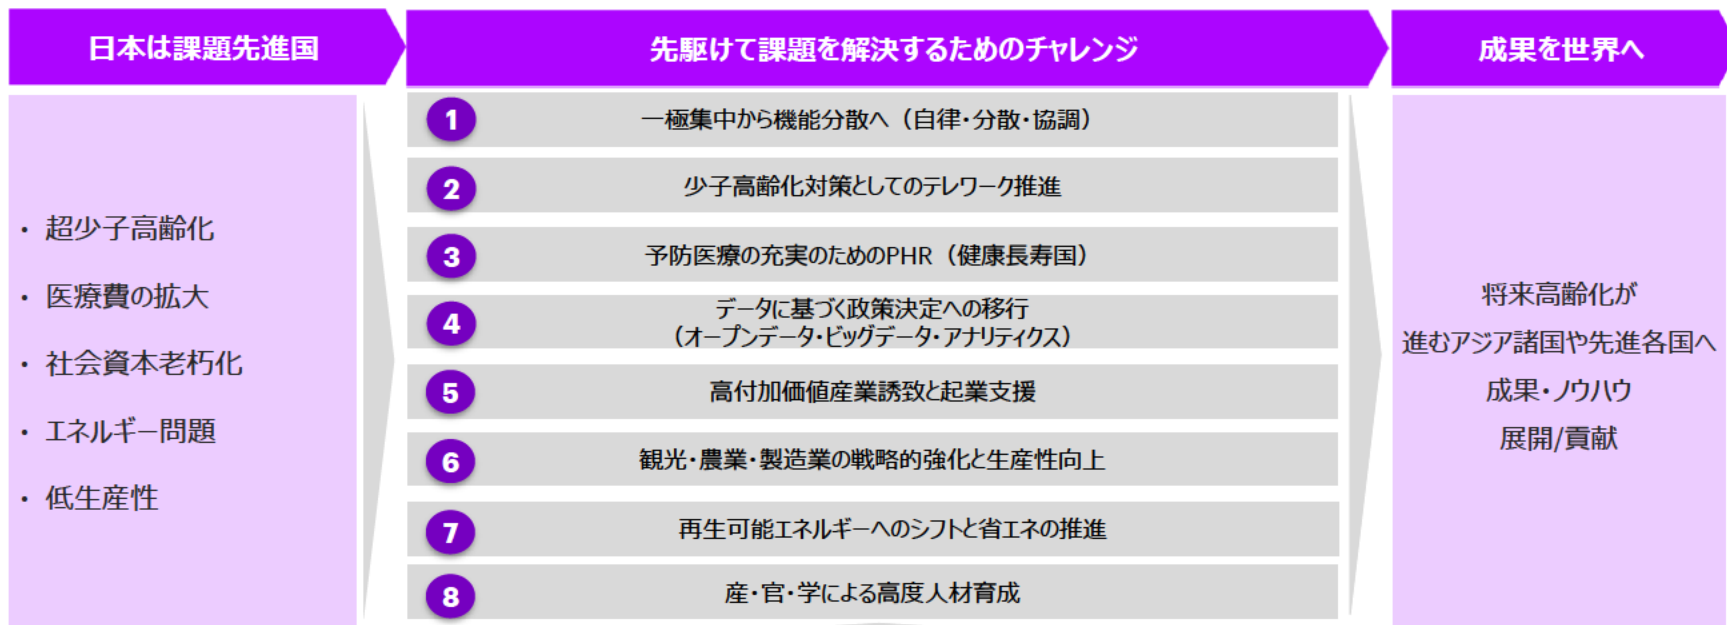 日本は課題先進国
先駆けて課題を解決するためのチャレンジ
成果を世界へ
・ 超少子高齢化
・ 医療費の拡大
・ 社会資本老朽化
・ エネルギー問題
・ 低生産性
1 一極集中から機能分散へ（自律・分散・協調）
2 少子高齢化対策としてのテレワーク推進
3 予防医療の充実のためのPHR（健康長寿国）
4 データに基づく政策決定への移行
（オープンデータ・ビッグデータ・アナリティクス）
5 高付加価値産業誘致と起業支援
6 観光・農業・製造業の戦略的強化と生産性向上
7 再生可能エネルギーへのシフトと省エネの推進
8 産・官・学による高度人材育成
将来高齢化が
進むアジア諸国や先進各国へ
成果・ノウハウ
展開/貢献